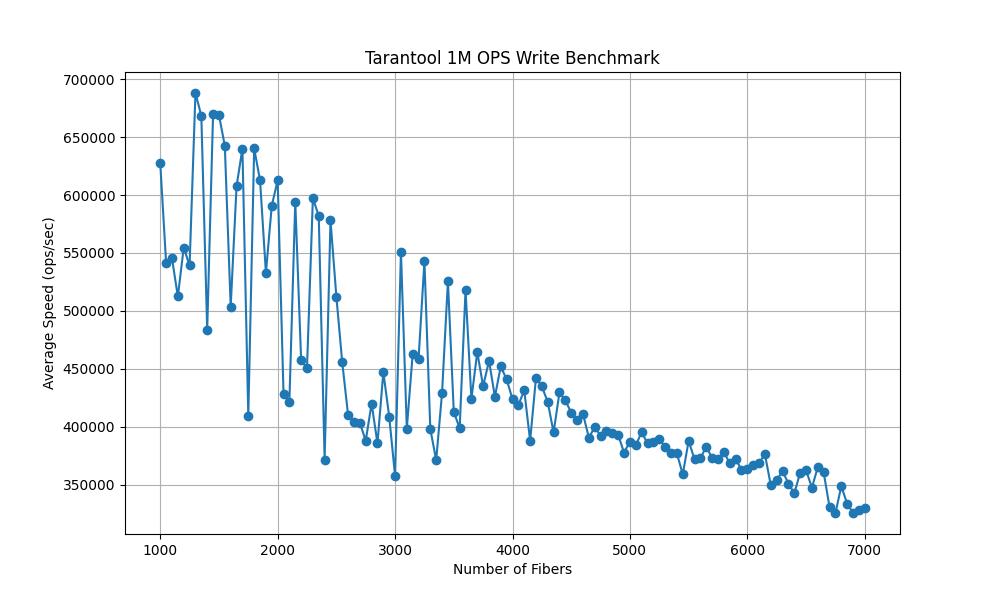 Tarantool 1M OPS Write Benchmark
Average Speed (ops/sec)
700000
650000
600000
550000
500000
450000
400000
350000
1000 2000 3000 4000 5000 6000 7000
Number of Fibers